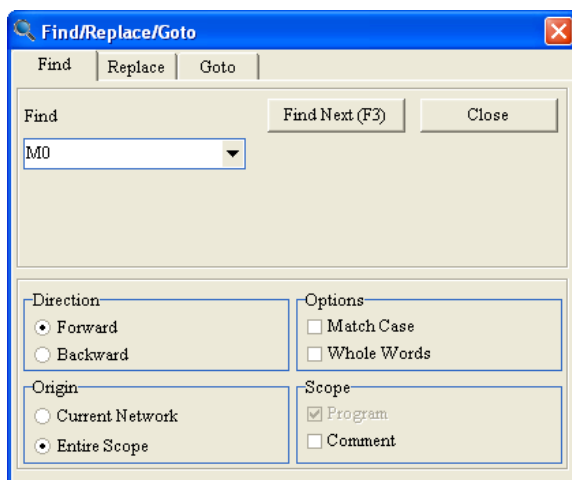 Find/Replace/Goto
Find Replace Goto
Find Find Next (F3) Close
M0
Direction
Forward
Backward
Options
Match Case
Whole Words
Origin
Current Network
Entire Scope
Scope
Program
Comment